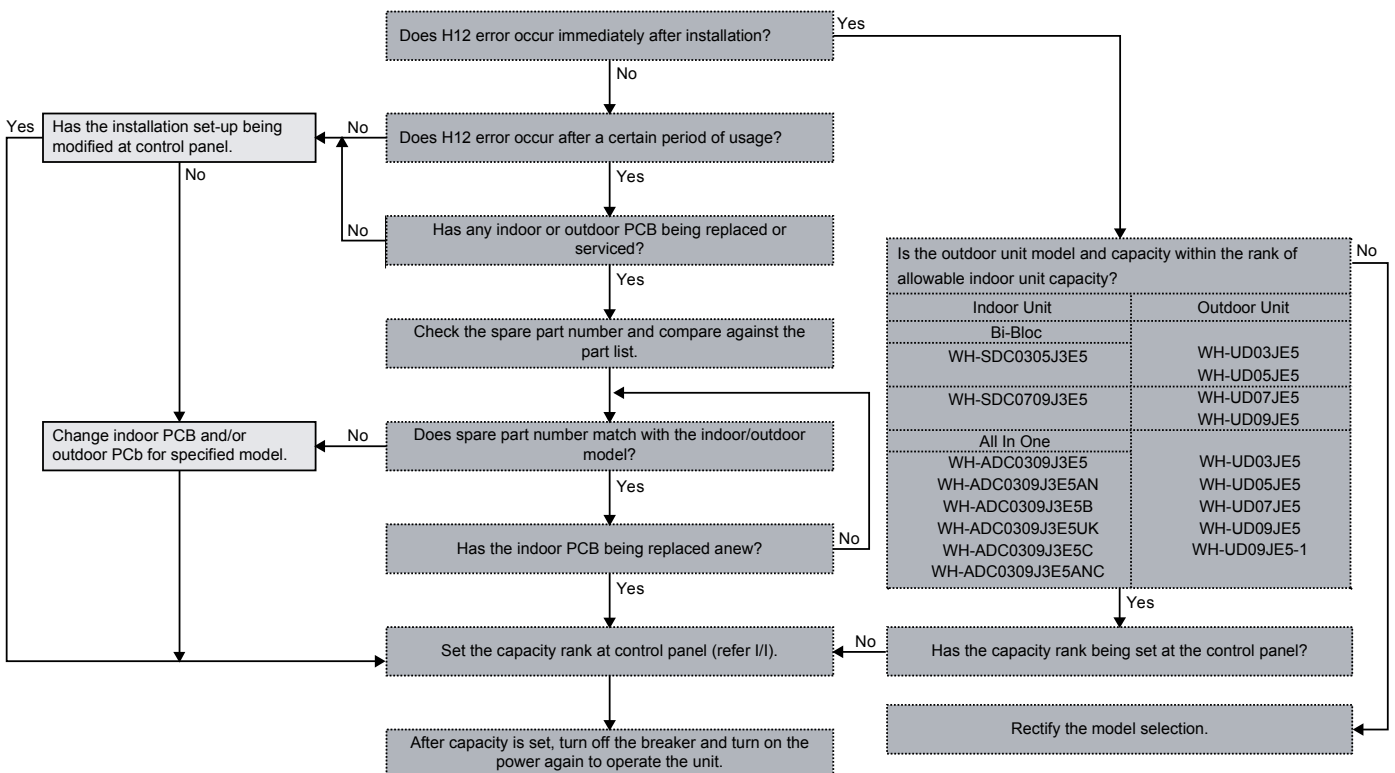 Does H12 error occur immediately after installation?
Yes
No
Yes
Has the installation set-up being
modified at control panel.
No
Does H12 error occur after a certain period of usage?
No
Yes
No
Has any indoor or outdoor PCB being replaced or
serviced?
Yes
Check the spare part number and compare against the
part list.
Change indoor PCB and/or
outdoor PCb for specified model.
No
Does spare part number match with the indoor/outdoor
model?
Yes
Has the indoor PCB being replaced anew?
No
Yes
Set the capacity rank at control panel (refer I/I).
After capacity is set, turn off the breaker and turn on the
power again to operate the unit.
Is the outdoor unit model and capacity within the rank of
allowable indoor unit capacity?
No
Indoor Unit
Outdoor Unit
Bi-Bloc
WH-SDC0305J3E5
WH-UD03JE5
WH-UD05JE5
WH-SDC0709J3E5
WH-UD07JE5
WH-UD09JE5
All In One
WH-ADC0309J3E5
WH-ADC0309J3E5AN
WH-ADC0309J3E5B
WH-ADC0309J3E5UK
WH-ADC0309J3E5C
WH-ADC0309J3E5ANC
WH-UD03JE5
WH-UD05JE5
WH-UD07JE5
WH-UD09JE5
WH-UD09JE5-1
Yes
No
Has the capacity rank being set at the control panel?
Rectify the model selection.